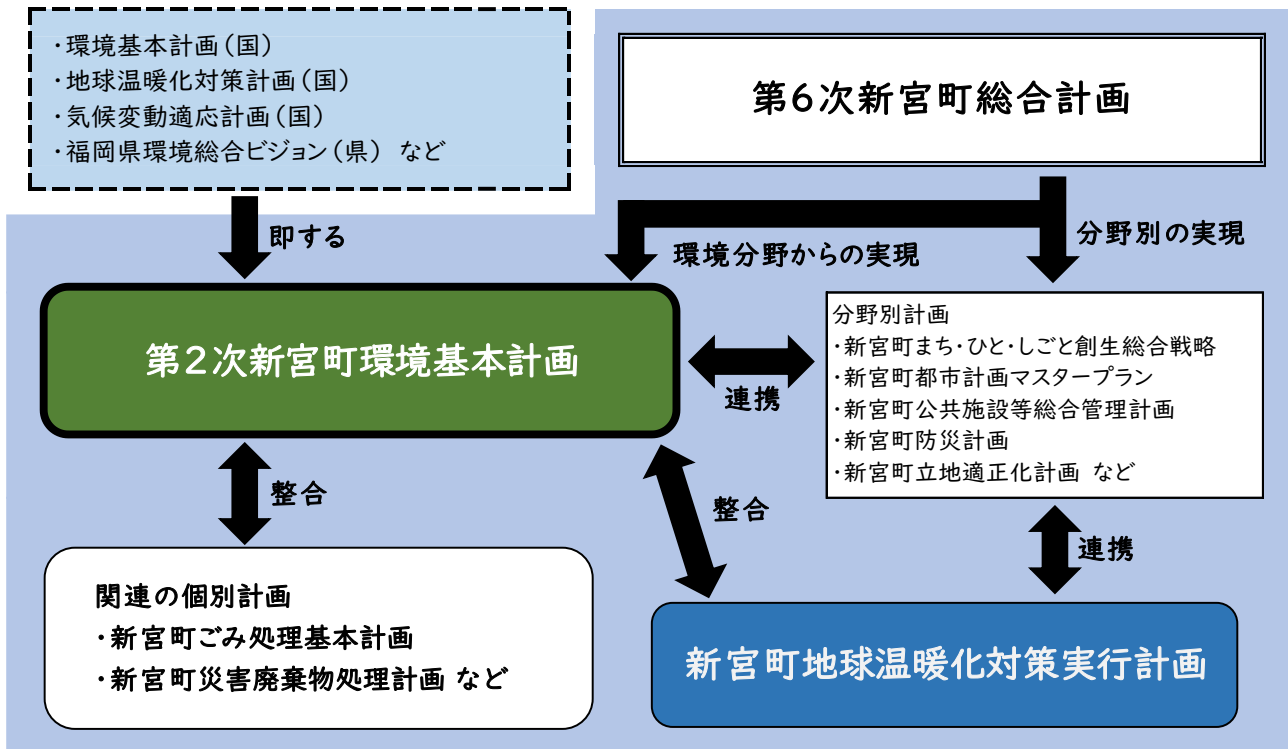 ・環境基本計画(国)
・地球温暖化対策計画(国)
・気候変動適応計画(国)
・福岡県環境総合ビジョン(県) など
第6次新宮町総合計画
即する
環境分野からの実現
分野別の実現
第2次新宮町環境基本計画
連携
分野別計画
・新宮町まち・ひと・しごと創生総合戦略
・新宮町都市計画マスタープラン
・新宮町公共施設等総合管理計画
・新宮町防災計画
・新宮町立地適正化計画 など
整合
整合
連携
関連の個別計画
・新宮町ごみ処理基本計画
・新宮町災害廃棄物処理計画 など
新宮町地球温暖化対策実行計画